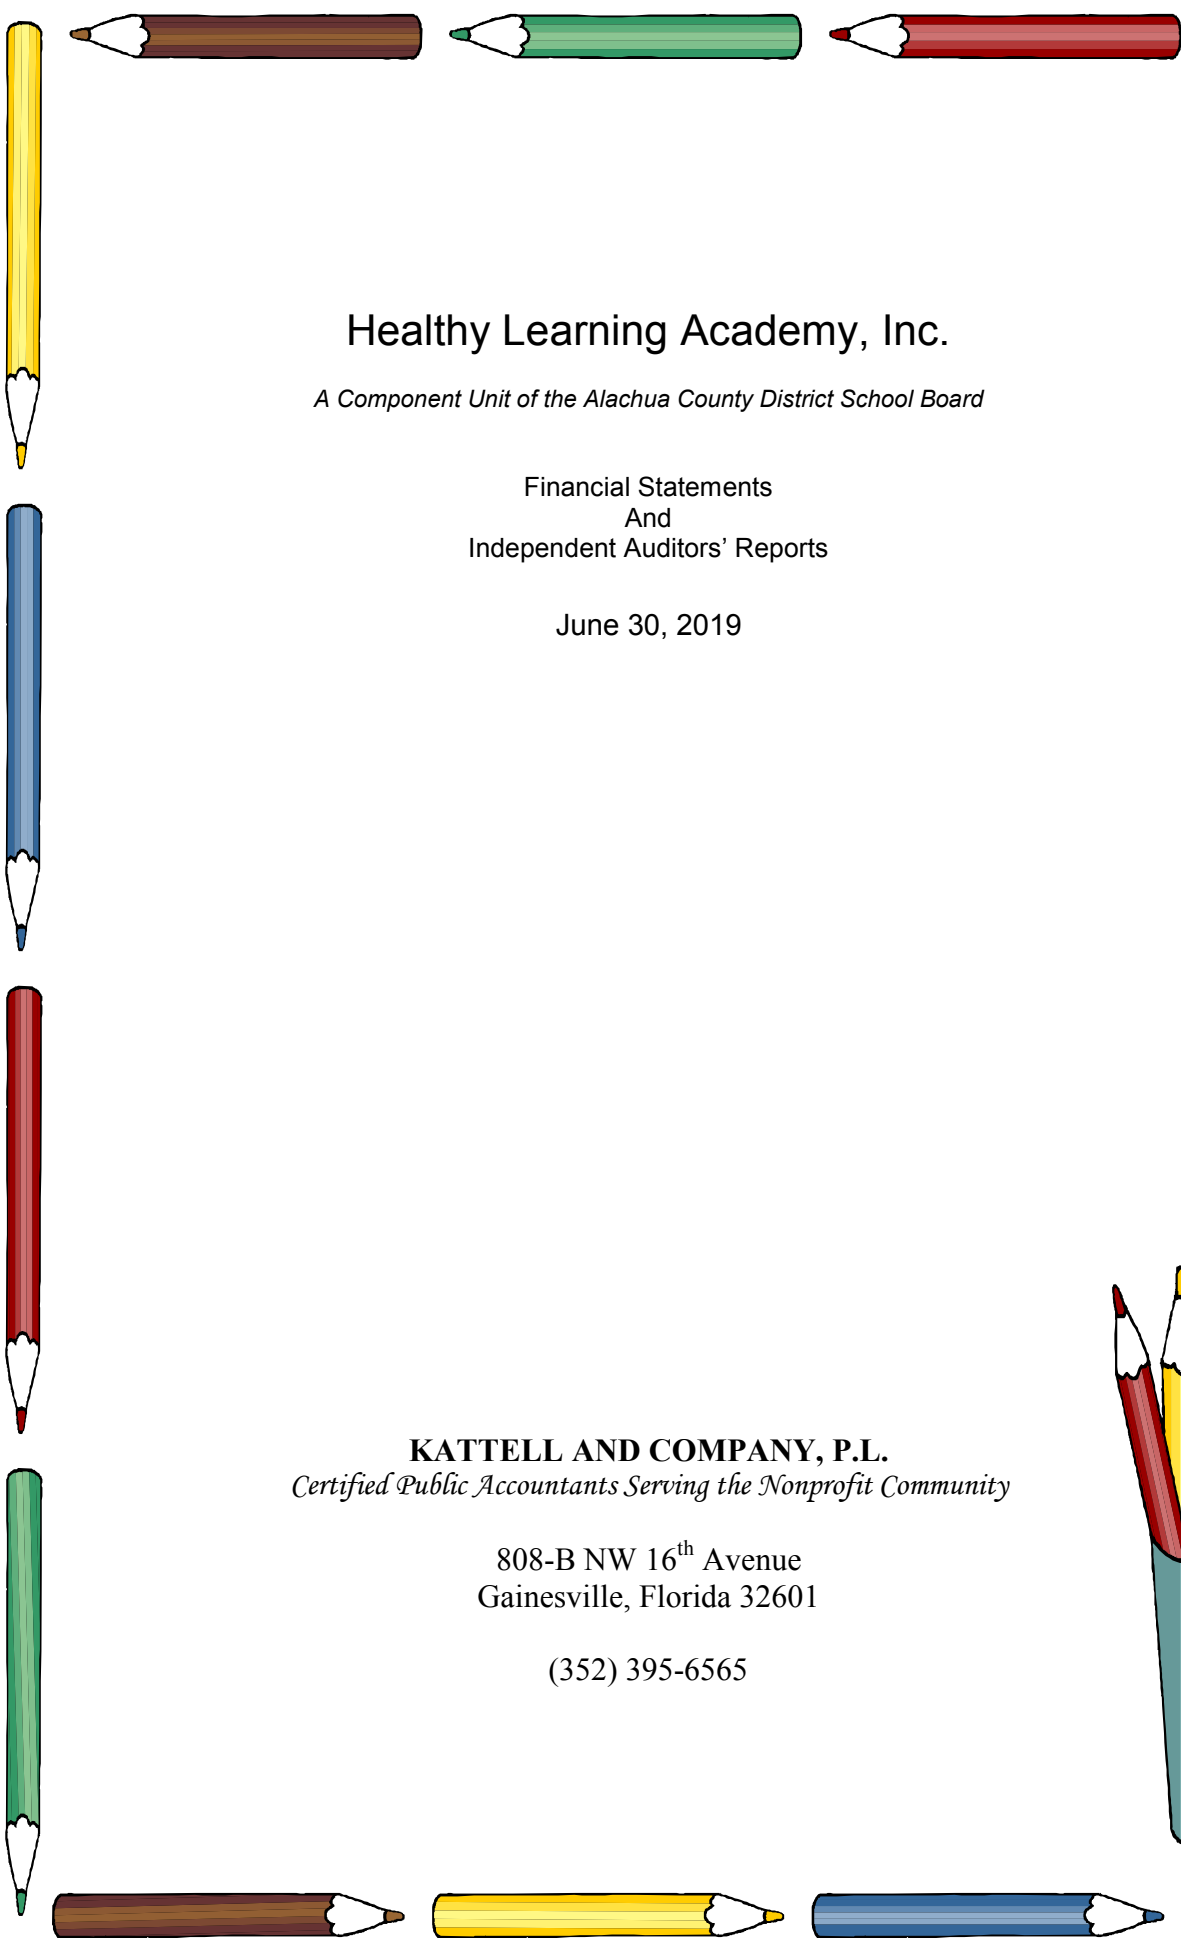 Healthy Learning Academy, Inc.
A Component Unit of the Alachua County District School Board
Financial Statements
And
Independent Auditors’ Reports
June 30, 2019
KATTELL AND COMPANY, P.L.
Certified Public Accountants Serving the Nonprofit Community
808-B NW 16th Avenue
Gainesville, Florida 32601
(352) 395-6565